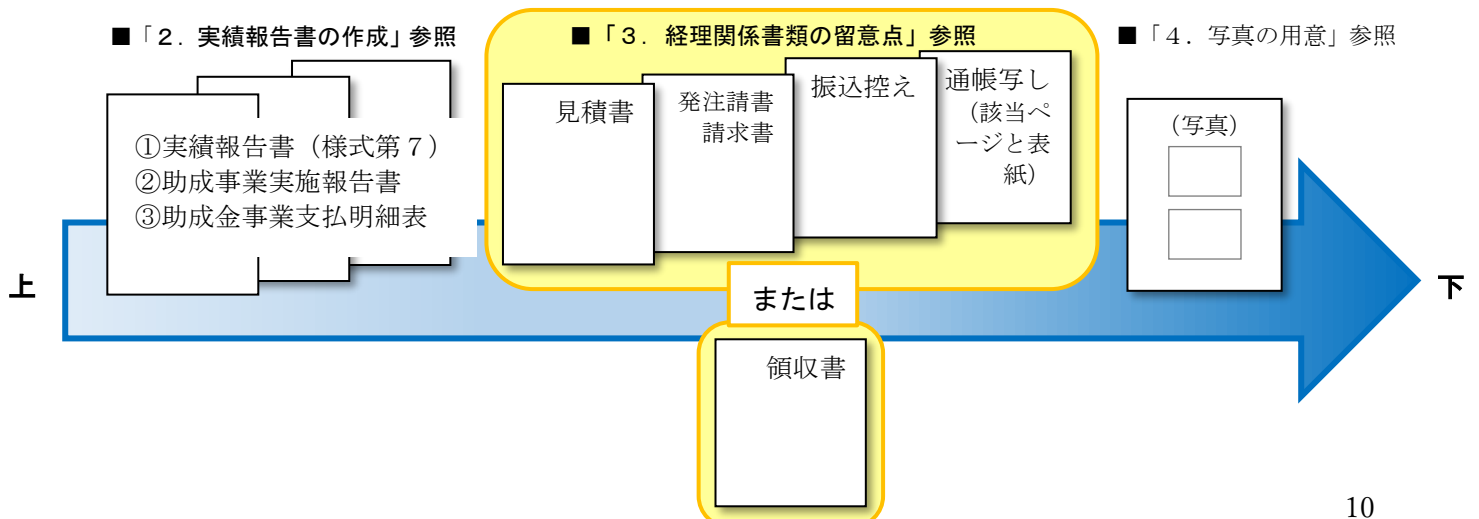 ■「２．実績報告書の作成」参照
■「３．経理関係書類の留意点」参照
■「４．写真の用意」参照
①実績報告書（様式第７）
②助成事業実施報告書
③助成金事業支払明細表
見積書
発注請書
請求書
振込控え
通帳写し
（該当ペ
ージと表
紙）
（写真）
上
下
または
領収書
10